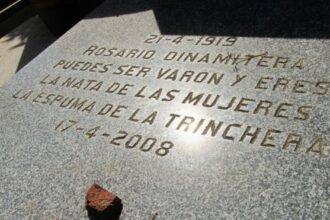 21-4-1919
ROSARIO DINAMITERA
PUEDES SER VARON Y ERES
LA NATA DE LAS MUJERES
LA ESPUMA DE LA TRINCHERA
17-4-2008